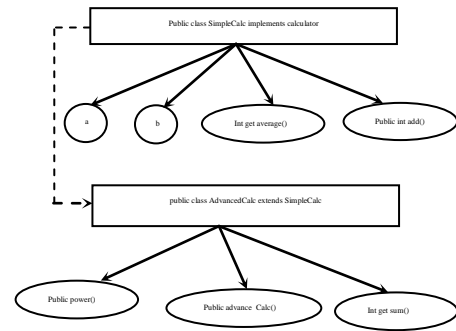 Public class SimpleCalc implements calculator
a
b
Int get average()
Public int add()
public class AdvancedCalc extends SimpleCalc
Public power()
Public advance Calc()
Int get sum()